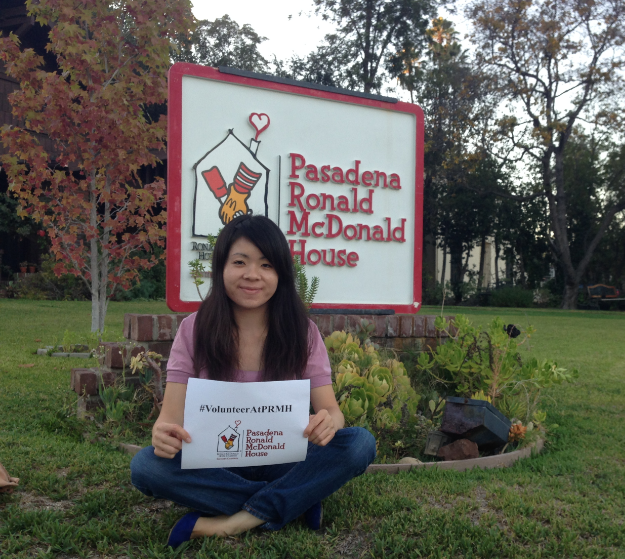 Pasadena
Ronald
McDonald
House
#VolunteerAtPRMH
Pasadena
Ronald
McDonald
House